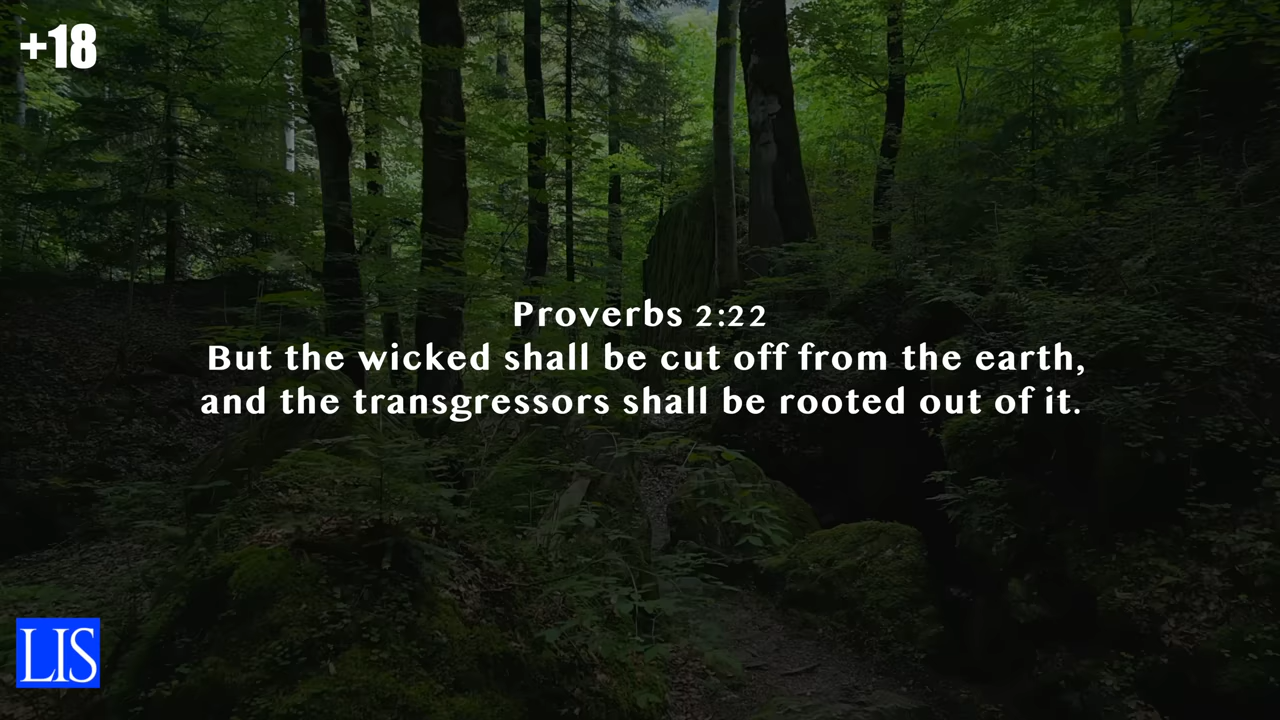 +18
Proverbs 2:22
But the wicked shall be cut off from the earth,
and the transgressors shall be rooted out of it.
LIS